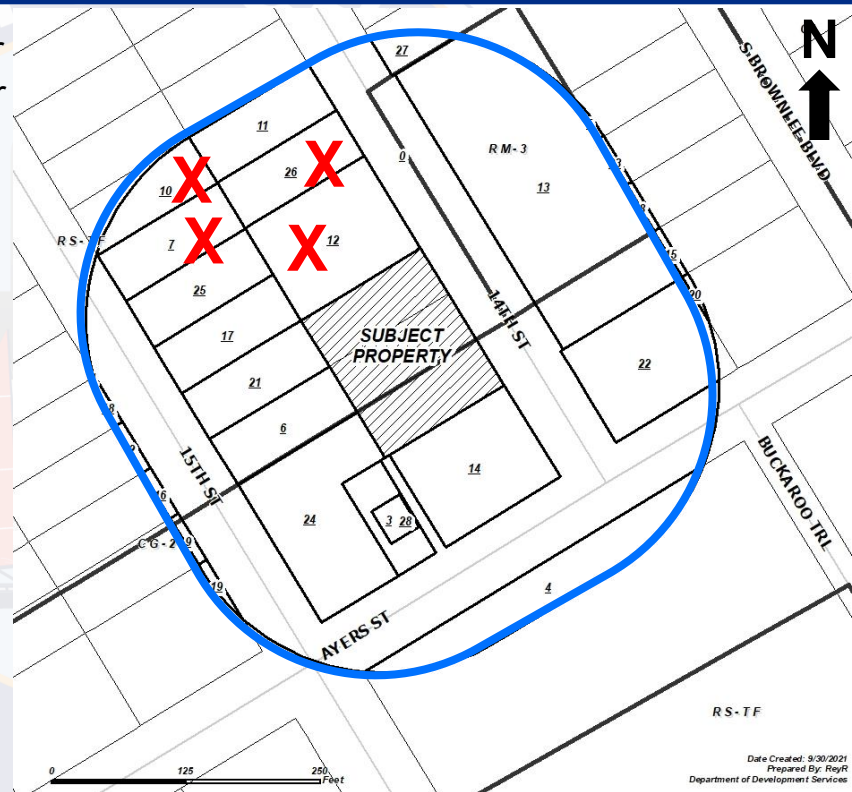 N
27
S BROWNLEE BLVD
11
RM-3
0
10
X
26
X
13
RS-TF
7
X
12
X
25
15
20
14TH ST
17
SUBJECT
PROPERTY
22
21
6
15TH ST
14
BUCKAROO TRL
16
24
3
28
CG-2
9
19
4
AYERS ST
RS-TF
0
125
250
Feet
Date Created: 9/30/2021
Prepared By: ReyR
Department of Development Services